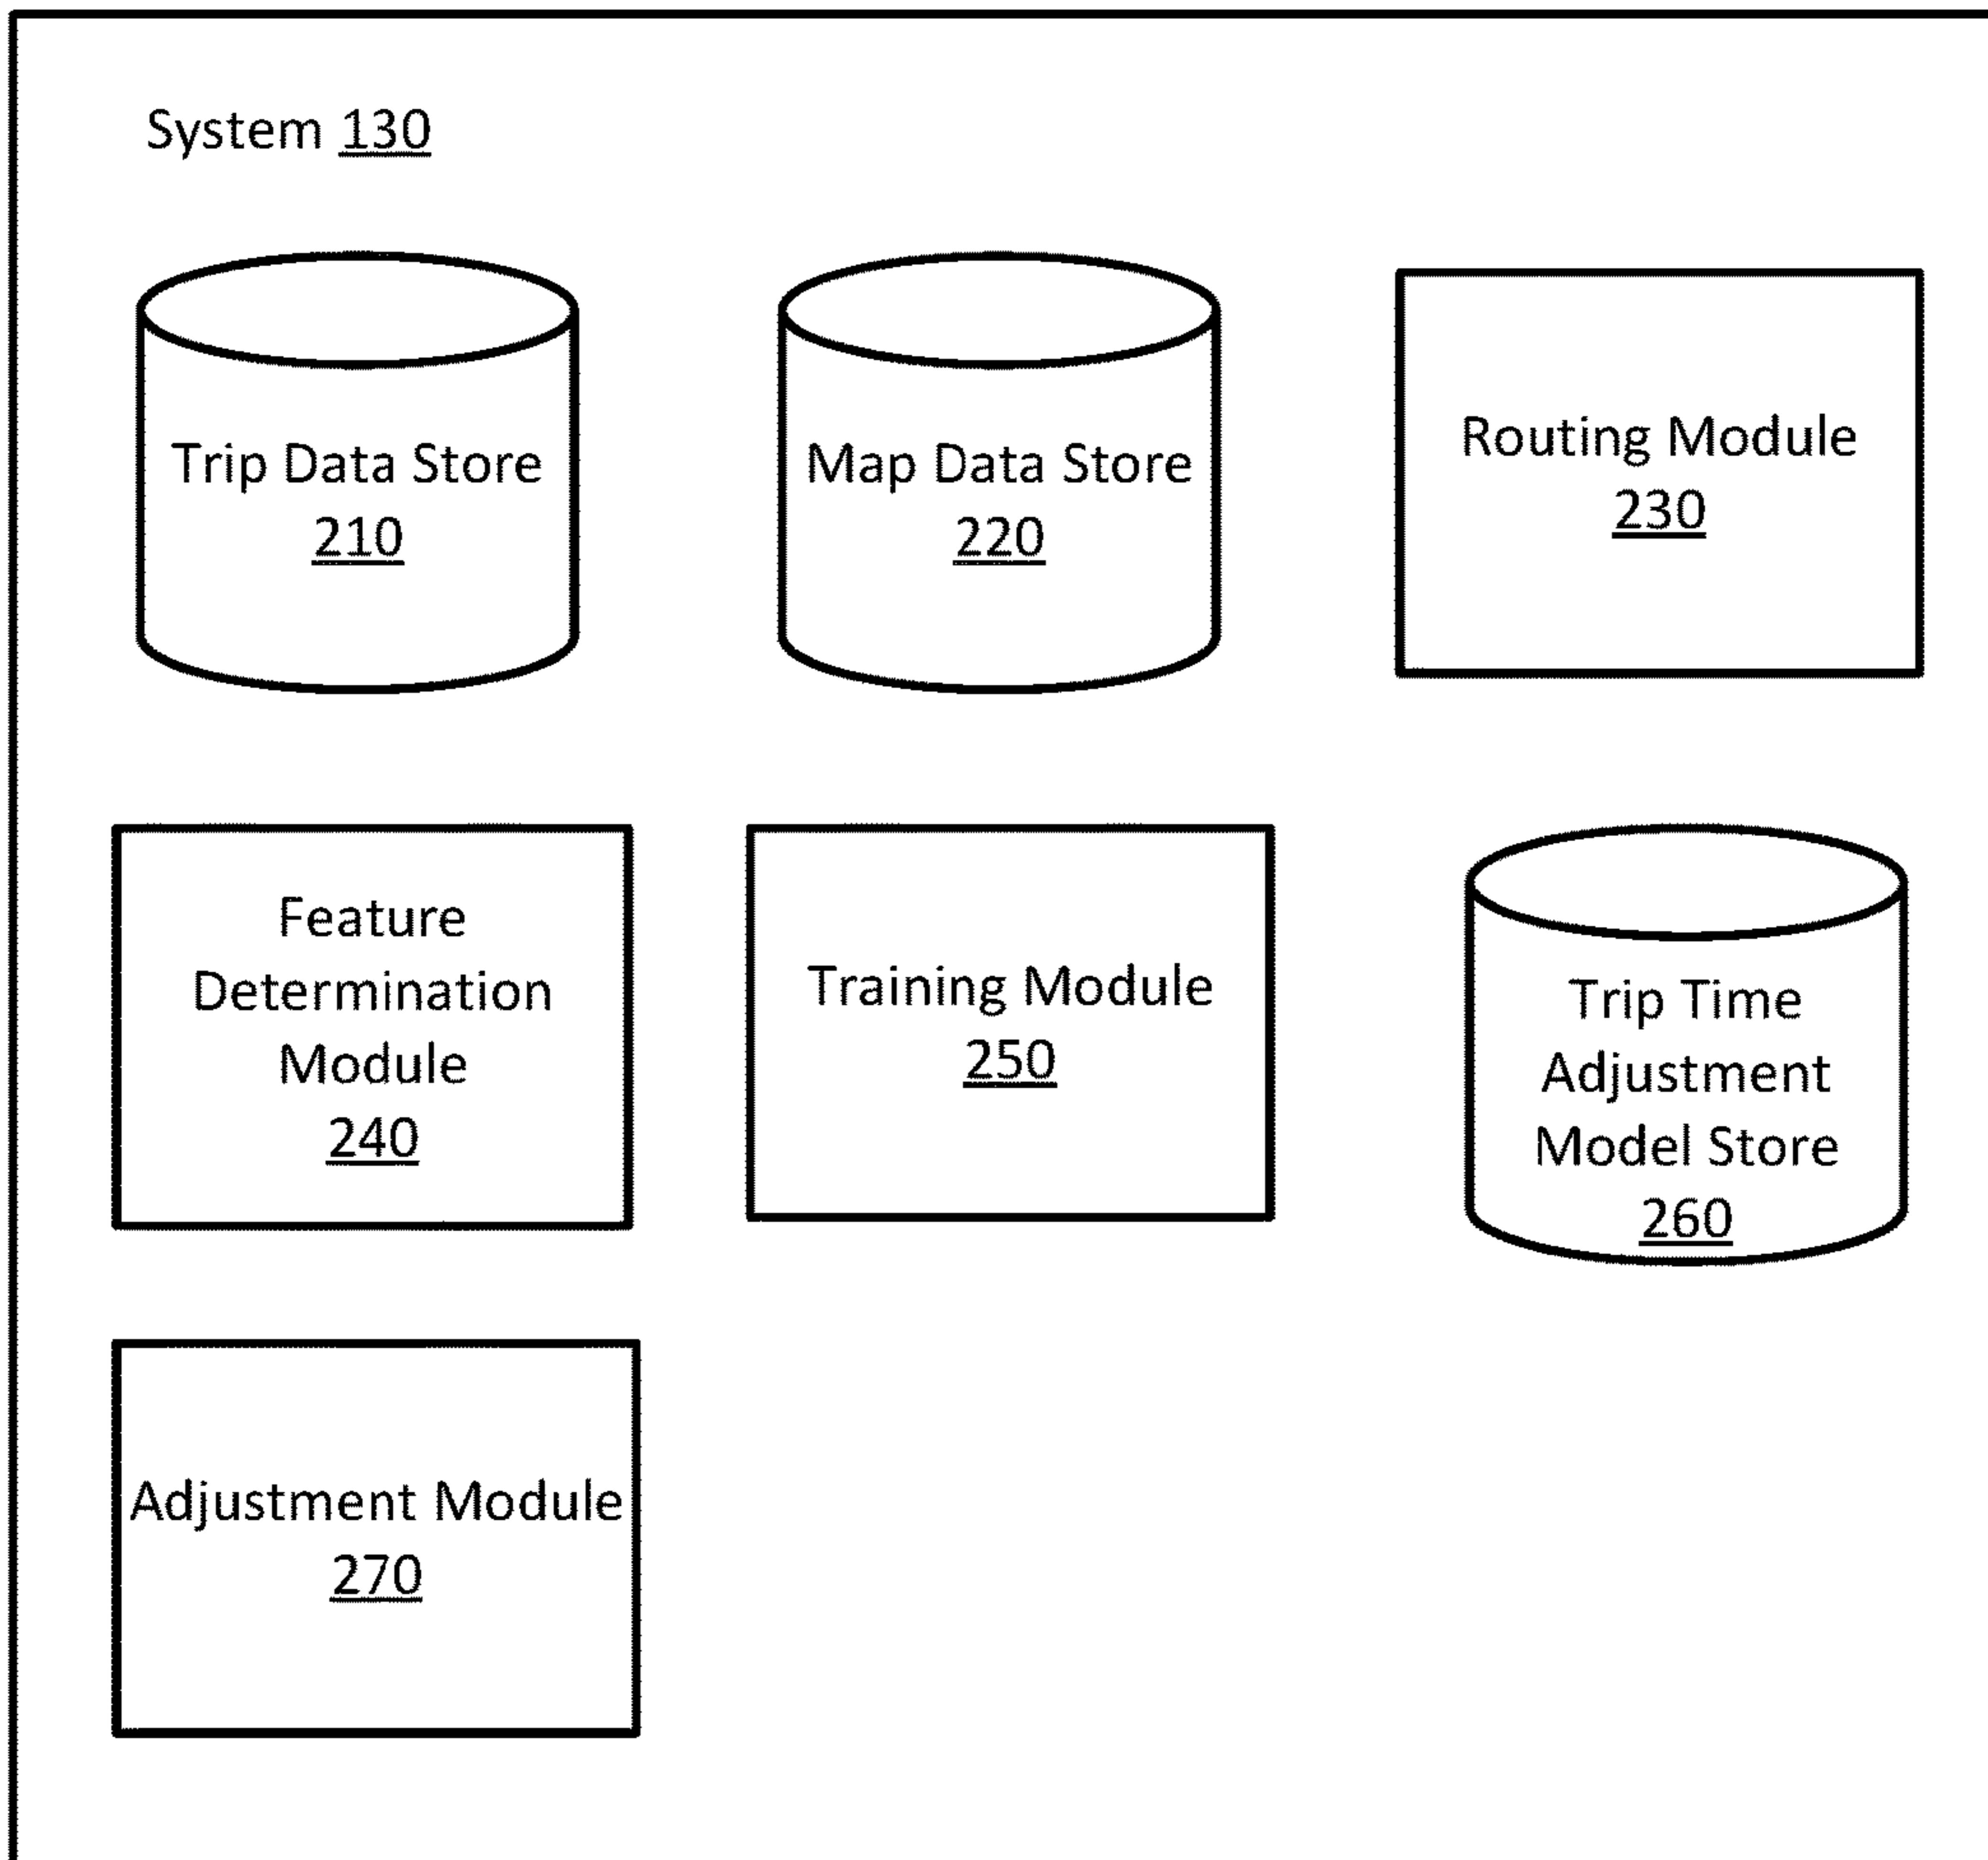 System 130
Trip Data Store
210
Map Data Store
220
Routing Module
230
Feature
Determination
Module
240
Training Module
250
Trip Time
Adjustment
Model Store
260
Adjustment Module
270